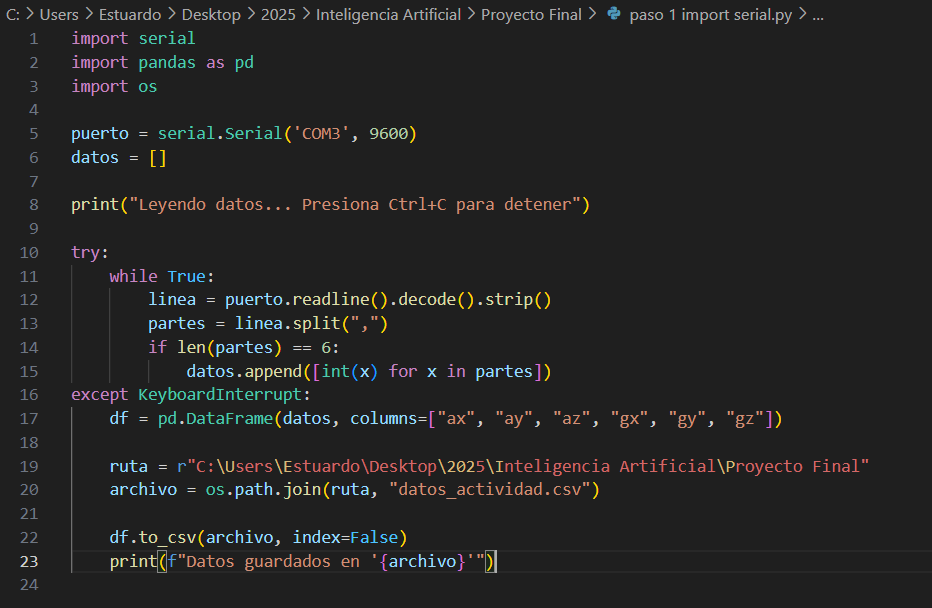 C: > Users > Estuardo > Desktop > 2025 > Inteligencia Artificial > Proyecto Final > paso 1 import serial.py > ...
1 import serial
2 import pandas as pd
3 import os
4
5 puerto = serial.Serial('COM3', 9600)
6 datos = []
7
8 print("Leyendo datos... Presiona Ctrl+C para detener")
9
10 try:
11     while True:
12         linea = puerto.readline().decode().strip()
13         partes = linea.split(",")
14         if len(partes) == 6:
15             datos.append([int(x) for x in partes])
16 except KeyboardInterrupt:
17     df = pd.DataFrame(datos, columns=["ax", "ay", "az", "gx", "gy", "gz"])
18
19     ruta = r"C:\Users\Estuardo\Desktop\2025\Inteligencia Artificial\Proyecto Final"
20     archivo = os.path.join(ruta, "datos_actividad.csv")
21
22     df.to_csv(archivo, index=False)
23     print(f"Datos guardados en '{archivo}'")
24